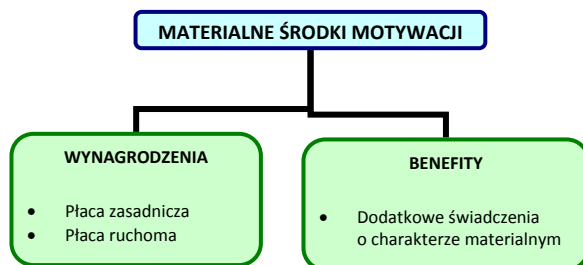 MATERIALNE ŚRODKI MOTYWACJI
WYNAGRODZENIA
• Płaca zasadnicza
• Płaca ruchoma
BENEFITY
• Dodatkowe świadczenia
o charakterze materialnym